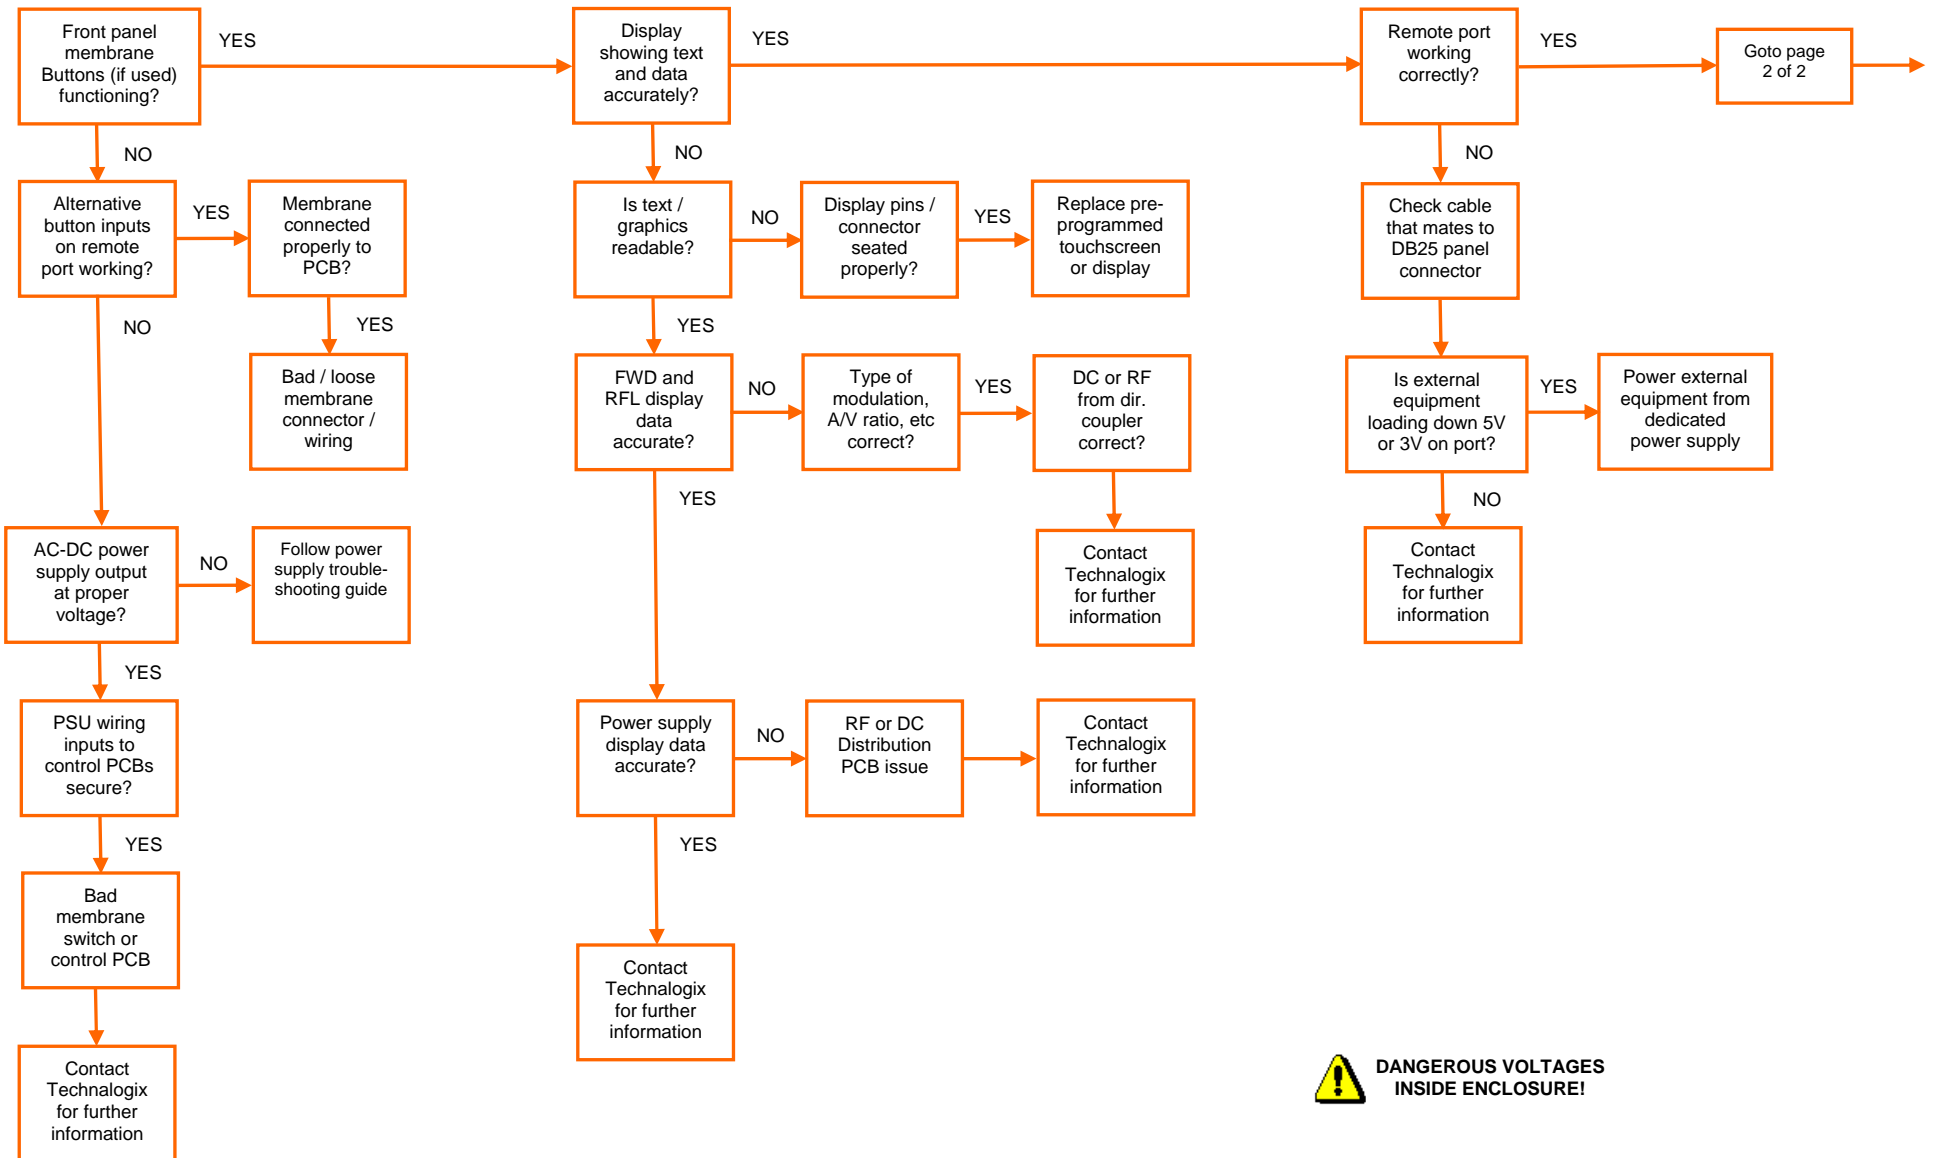 Front panel
membrane
Buttons (if used)
functioning?
YES
Display
showing text
and data
accurately?
YES
Remote port
working
correctly?
YES
Goto page
2 of 2
NO
NO
NO
Alternative
button inputs
on remote
port working?
YES
Membrane
connected
properly to
PCB?
Is text /
graphics
readable?
NO
Display pins /
connector
seated
properly?
YES
Replace pre-
programmed
touchscreen
or display
Check cable
that mates to
DB25 panel
connector
NO
YES
YES
Bad / loose
membrane
connector /
wiring
FWD and
RFL display
data
accurate?
NO
Type of
modulation,
A/V ratio, etc
correct?
YES
DC or RF
from dir.
coupler
correct?
Is external
equipment
loading down 5V
or 3V on port?
YES
Power external
equipment from
dedicated
power supply
YES
NO
AC-DC power
supply output
at proper
voltage?
NO
Follow power
supply trouble-
shooting guide
Contact
Technalogix
for further
information
Contact
Technalogix
for further
information
YES
PSU wiring
inputs to
control PCBs
secure?
Power supply
display data
accurate?
NO
RF or DC
Distribution
PCB issue
Contact
Technalogix
for further
information
YES
YES
Bad
membrane
switch or
control PCB
Contact
Technalogix
for further
information
Contact
Technalogix
for further
information
DANGEROUS VOLTAGES
INSIDE ENCLOSURE!